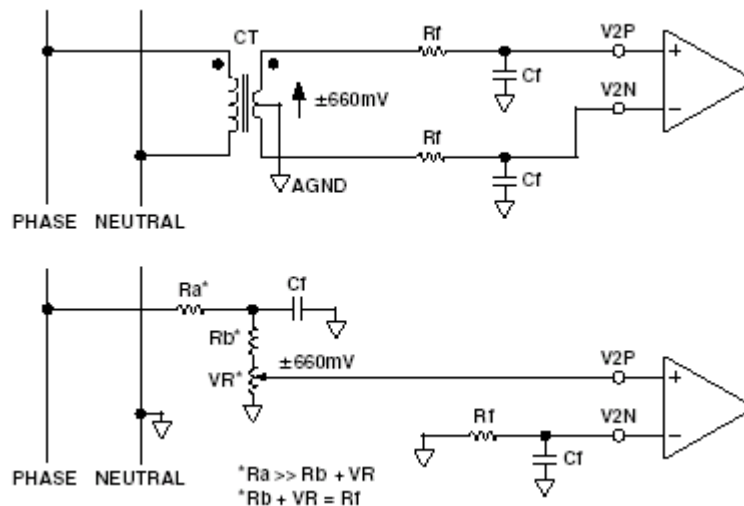 CT
Rf
V2P
+
Cf
±660mV
V2N
−
Rf
Cf
AGND
PHASE NEUTRAL
Ra*
Cf
Rb*
±660mV
V2P
VR*
+
Rf
V2N
−
Cf
PHASE NEUTRAL
*Ra >> Rb + VR
*Rb + VR = Rf